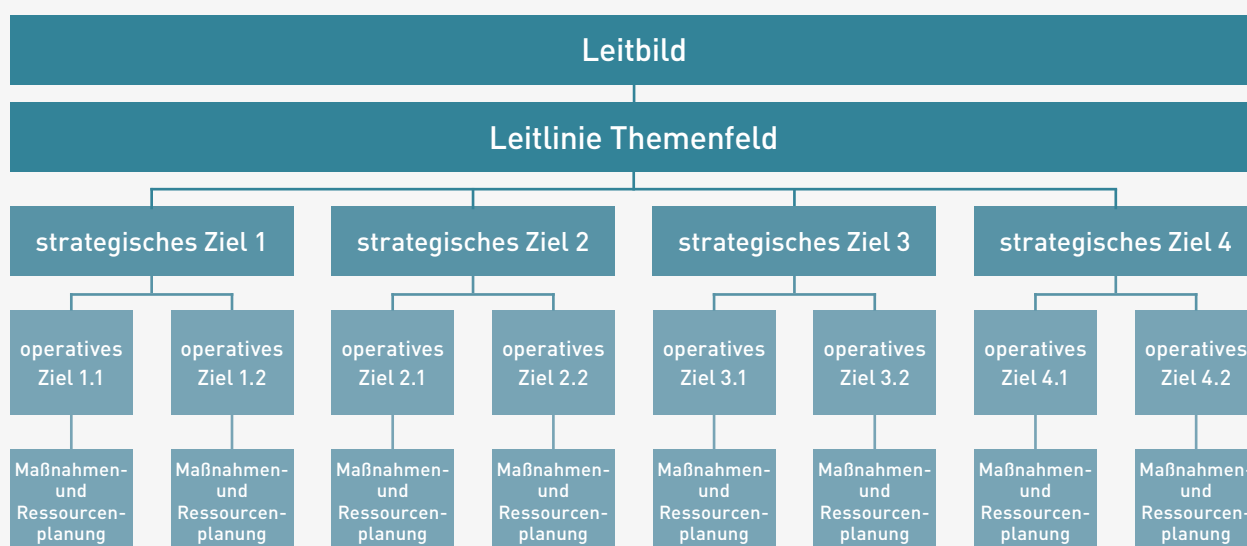 Leitbild
Leitlinie Themenfeld
strategisches Ziel 1
strategisches Ziel 2
strategisches Ziel 3
strategisches Ziel 4
operatives
Ziel 1.1
operatives
Ziel 1.2
operatives
Ziel 2.1
operatives
Ziel 2.2
operatives
Ziel 3.1
operatives
Ziel 3.2
operatives
Ziel 4.1
operatives
Ziel 4.2
Maßnahmen-
und
Ressourcen-
planung
Maßnahmen-
und
Ressourcen-
planung
Maßnahmen-
und
Ressourcen-
planung
Maßnahmen-
und
Ressourcen-
planung
Maßnahmen-
und
Ressourcen-
planung
Maßnahmen-
und
Ressourcen-
planung
Maßnahmen-
und
Ressourcen-
planung
Maßnahmen-
und
Ressourcen-
planung